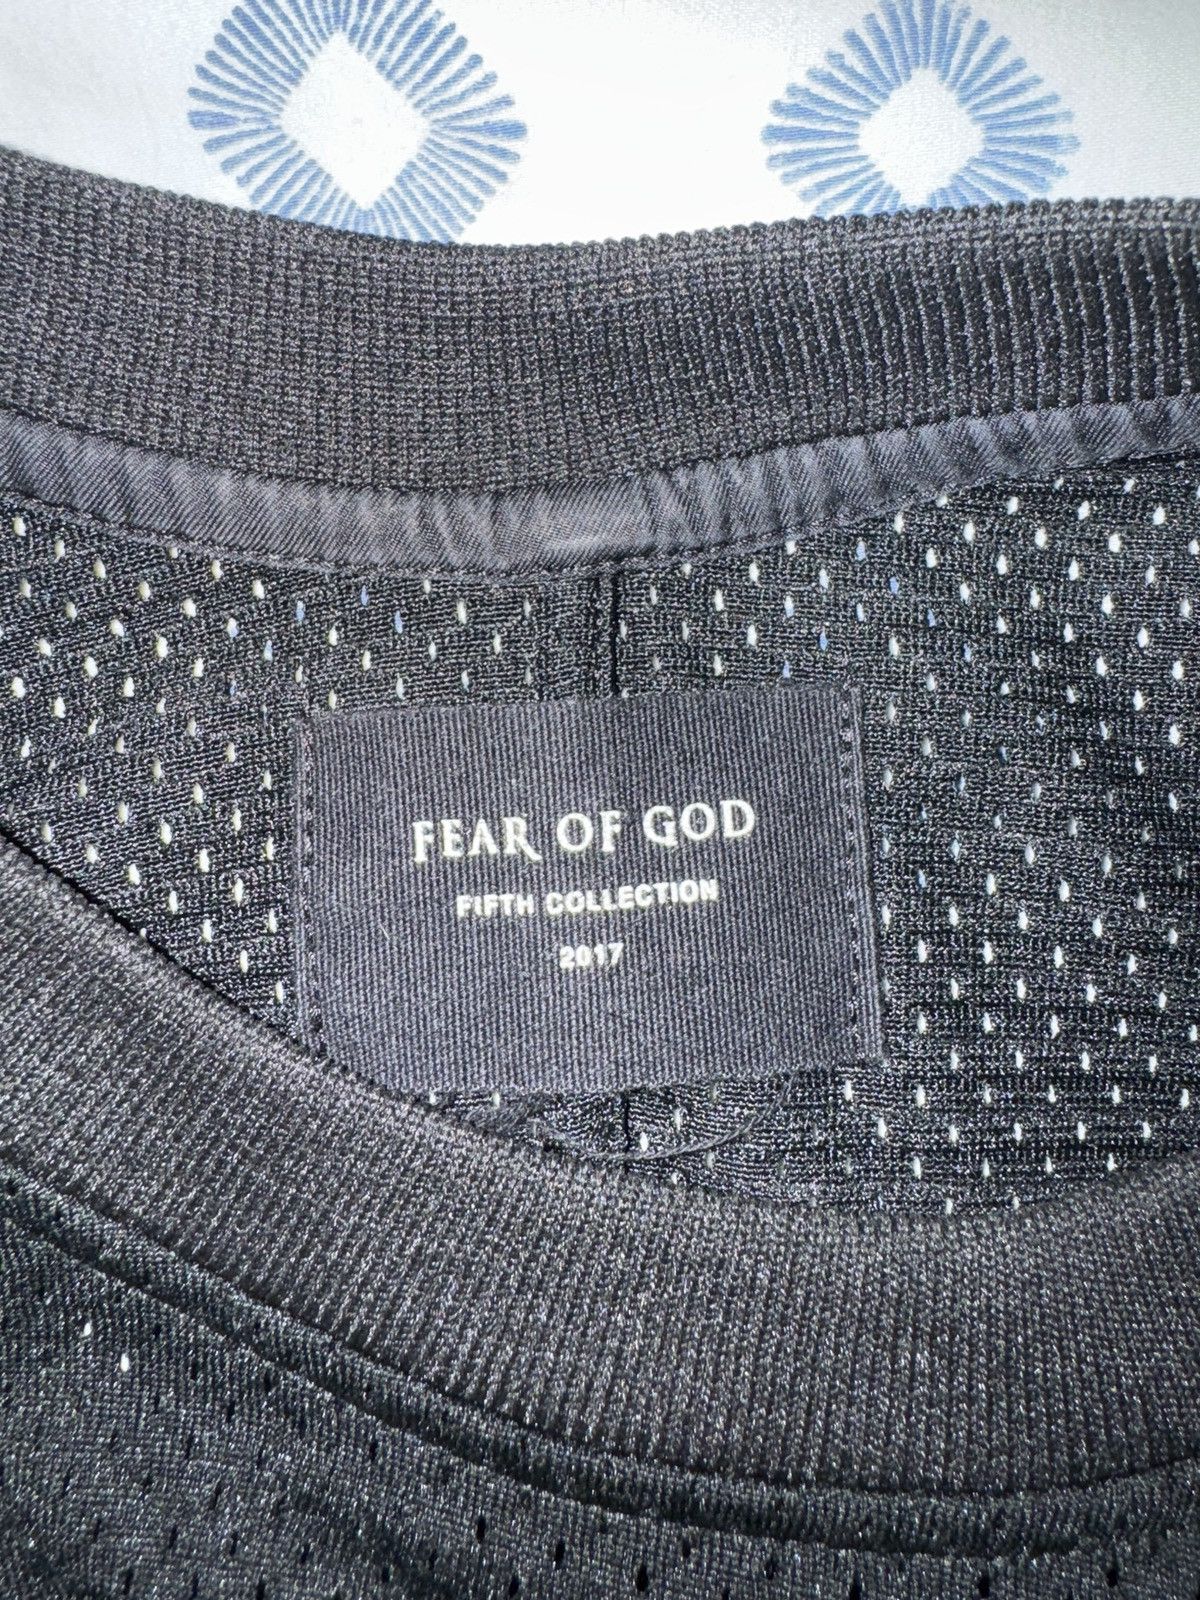 FEAR OF GOD
FIFTH COLLECTION
2017